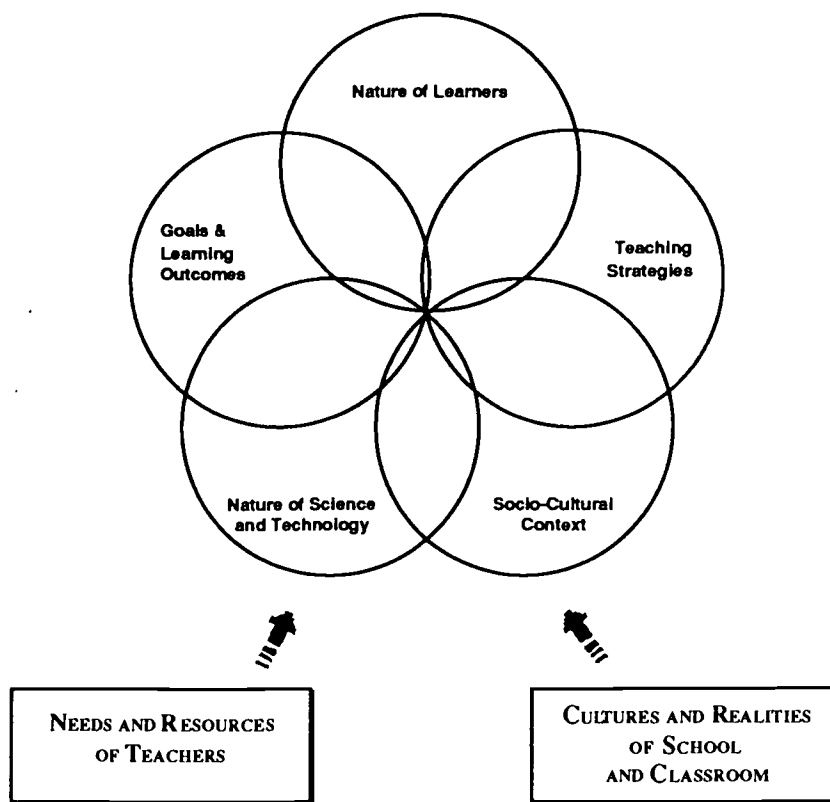 Nature of Learners
Goals &
Learning
Outcomes
Teaching
Strategies
Nature of Science
and Technology
Socio-Cultural
Context
NEEDS AND RESOURCES
OF TEACHERS
CULTURES AND REALITIES
OF SCHOOL
AND CLASSROOM